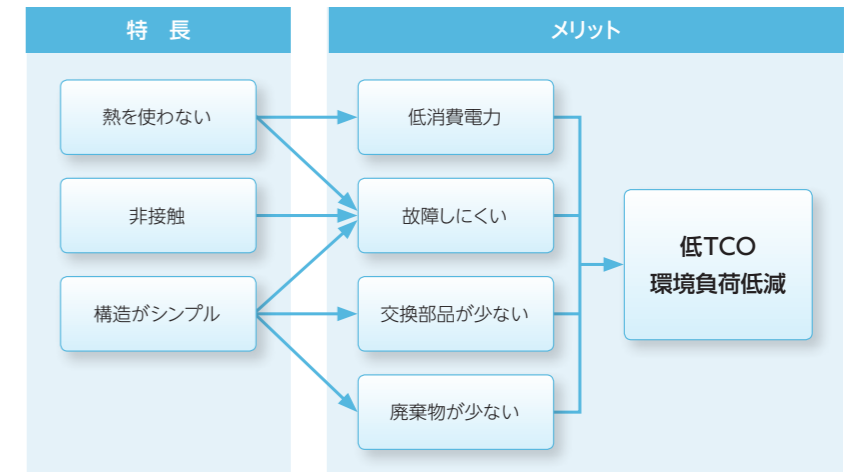 特 長
メリット
熱を使わない
非接触
構造がシンプル
低消費電力
故障しにくい
交換部品が少ない
廃棄物が少ない
低TCO
環境負荷低減